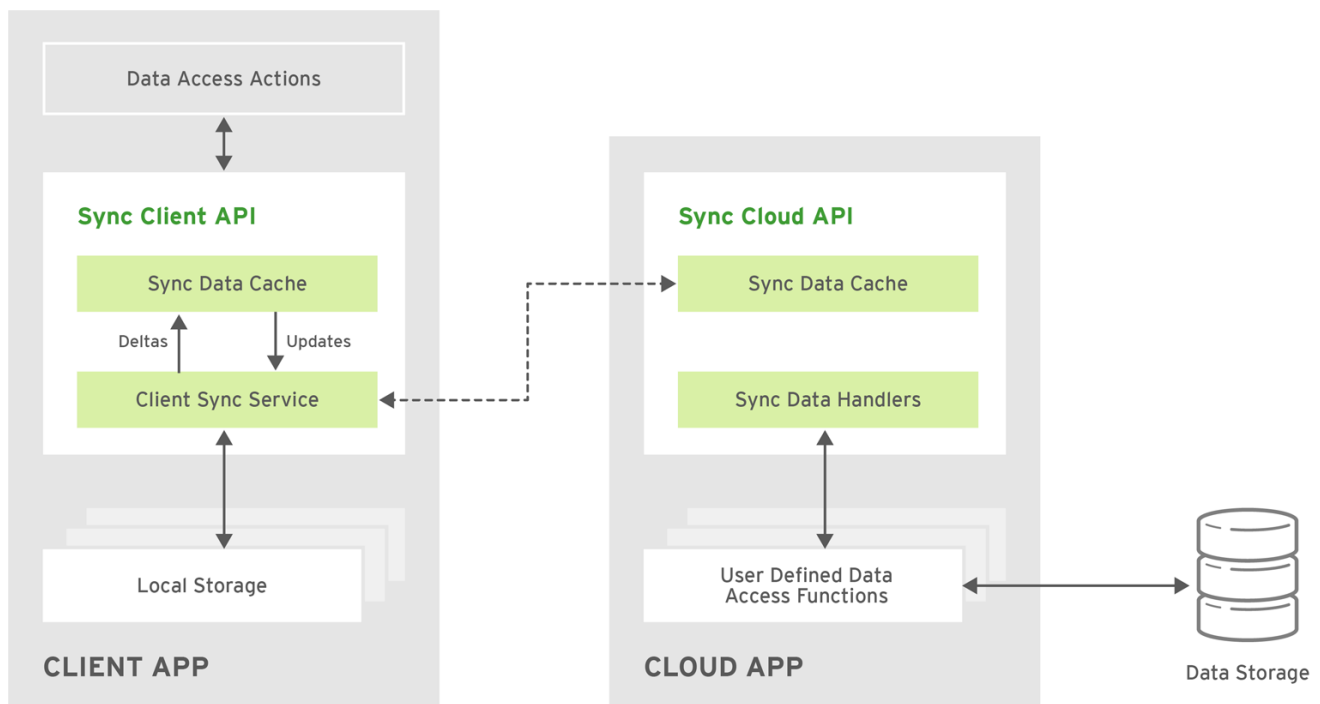 Data Access Actions
Sync Client API
Sync Data Cache
Deltas
Updates
Client Sync Service
Local Storage
CLIENT APP
Sync Cloud API
Sync Data Cache
Sync Data Handlers
User Defined Data
Access Functions
CLOUD APP
Data Storage